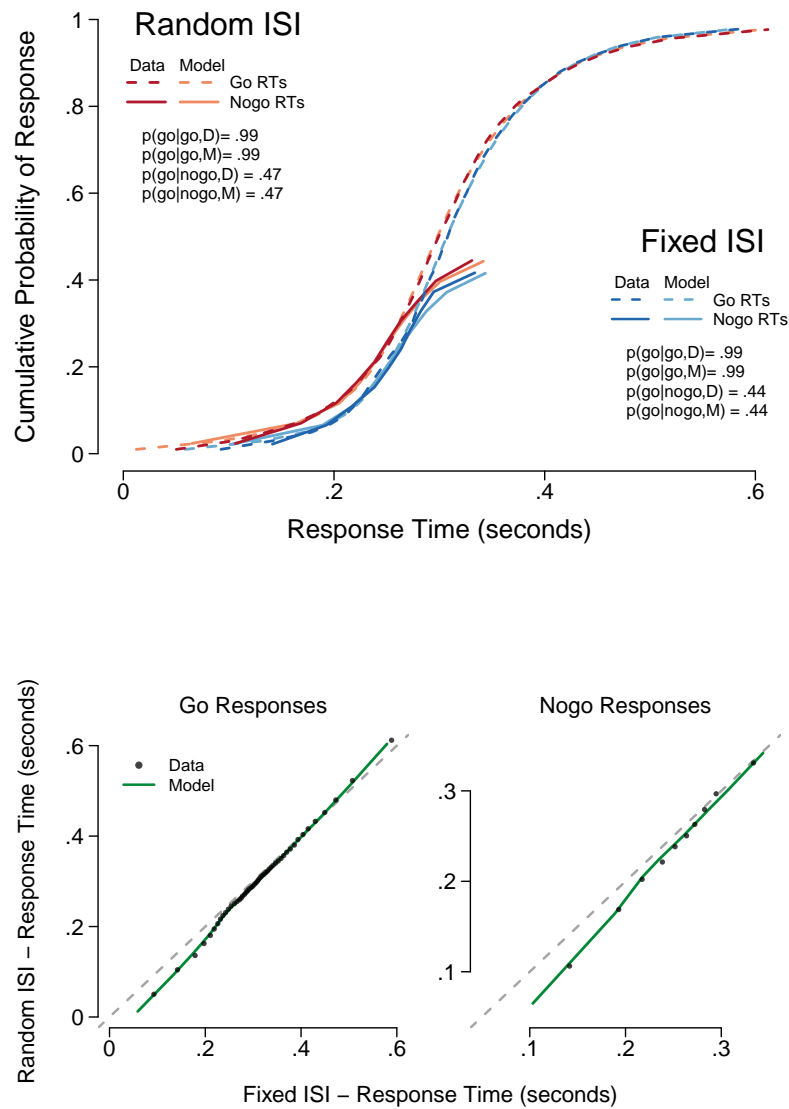 Random ISI
Data Model
Go RTs
Nogo RTs
p(go|go,D)= .99
p(go|go,M)= .99
p(go|nogo,D) = .47
p(go|nogo,M) = .47
Fixed ISI
Data Model
Go RTs
Nogo RTs
p(go|go,D)= .99
p(go|go,M)= .99
p(go|nogo,D) = .44
p(go|nogo,M) = .44
Cumulative Probability of Response
1
.8
.6
.4
.2
0
0 .2 .4 .6
Response Time (seconds)
Go Responses
Data
Model
Random ISI − Response Time (seconds)
.6
.4
.2
0
0 .2 .4 .6
Nogo Responses
.3
.2
.1
.1 .2 .3
Fixed ISI − Response Time (seconds)